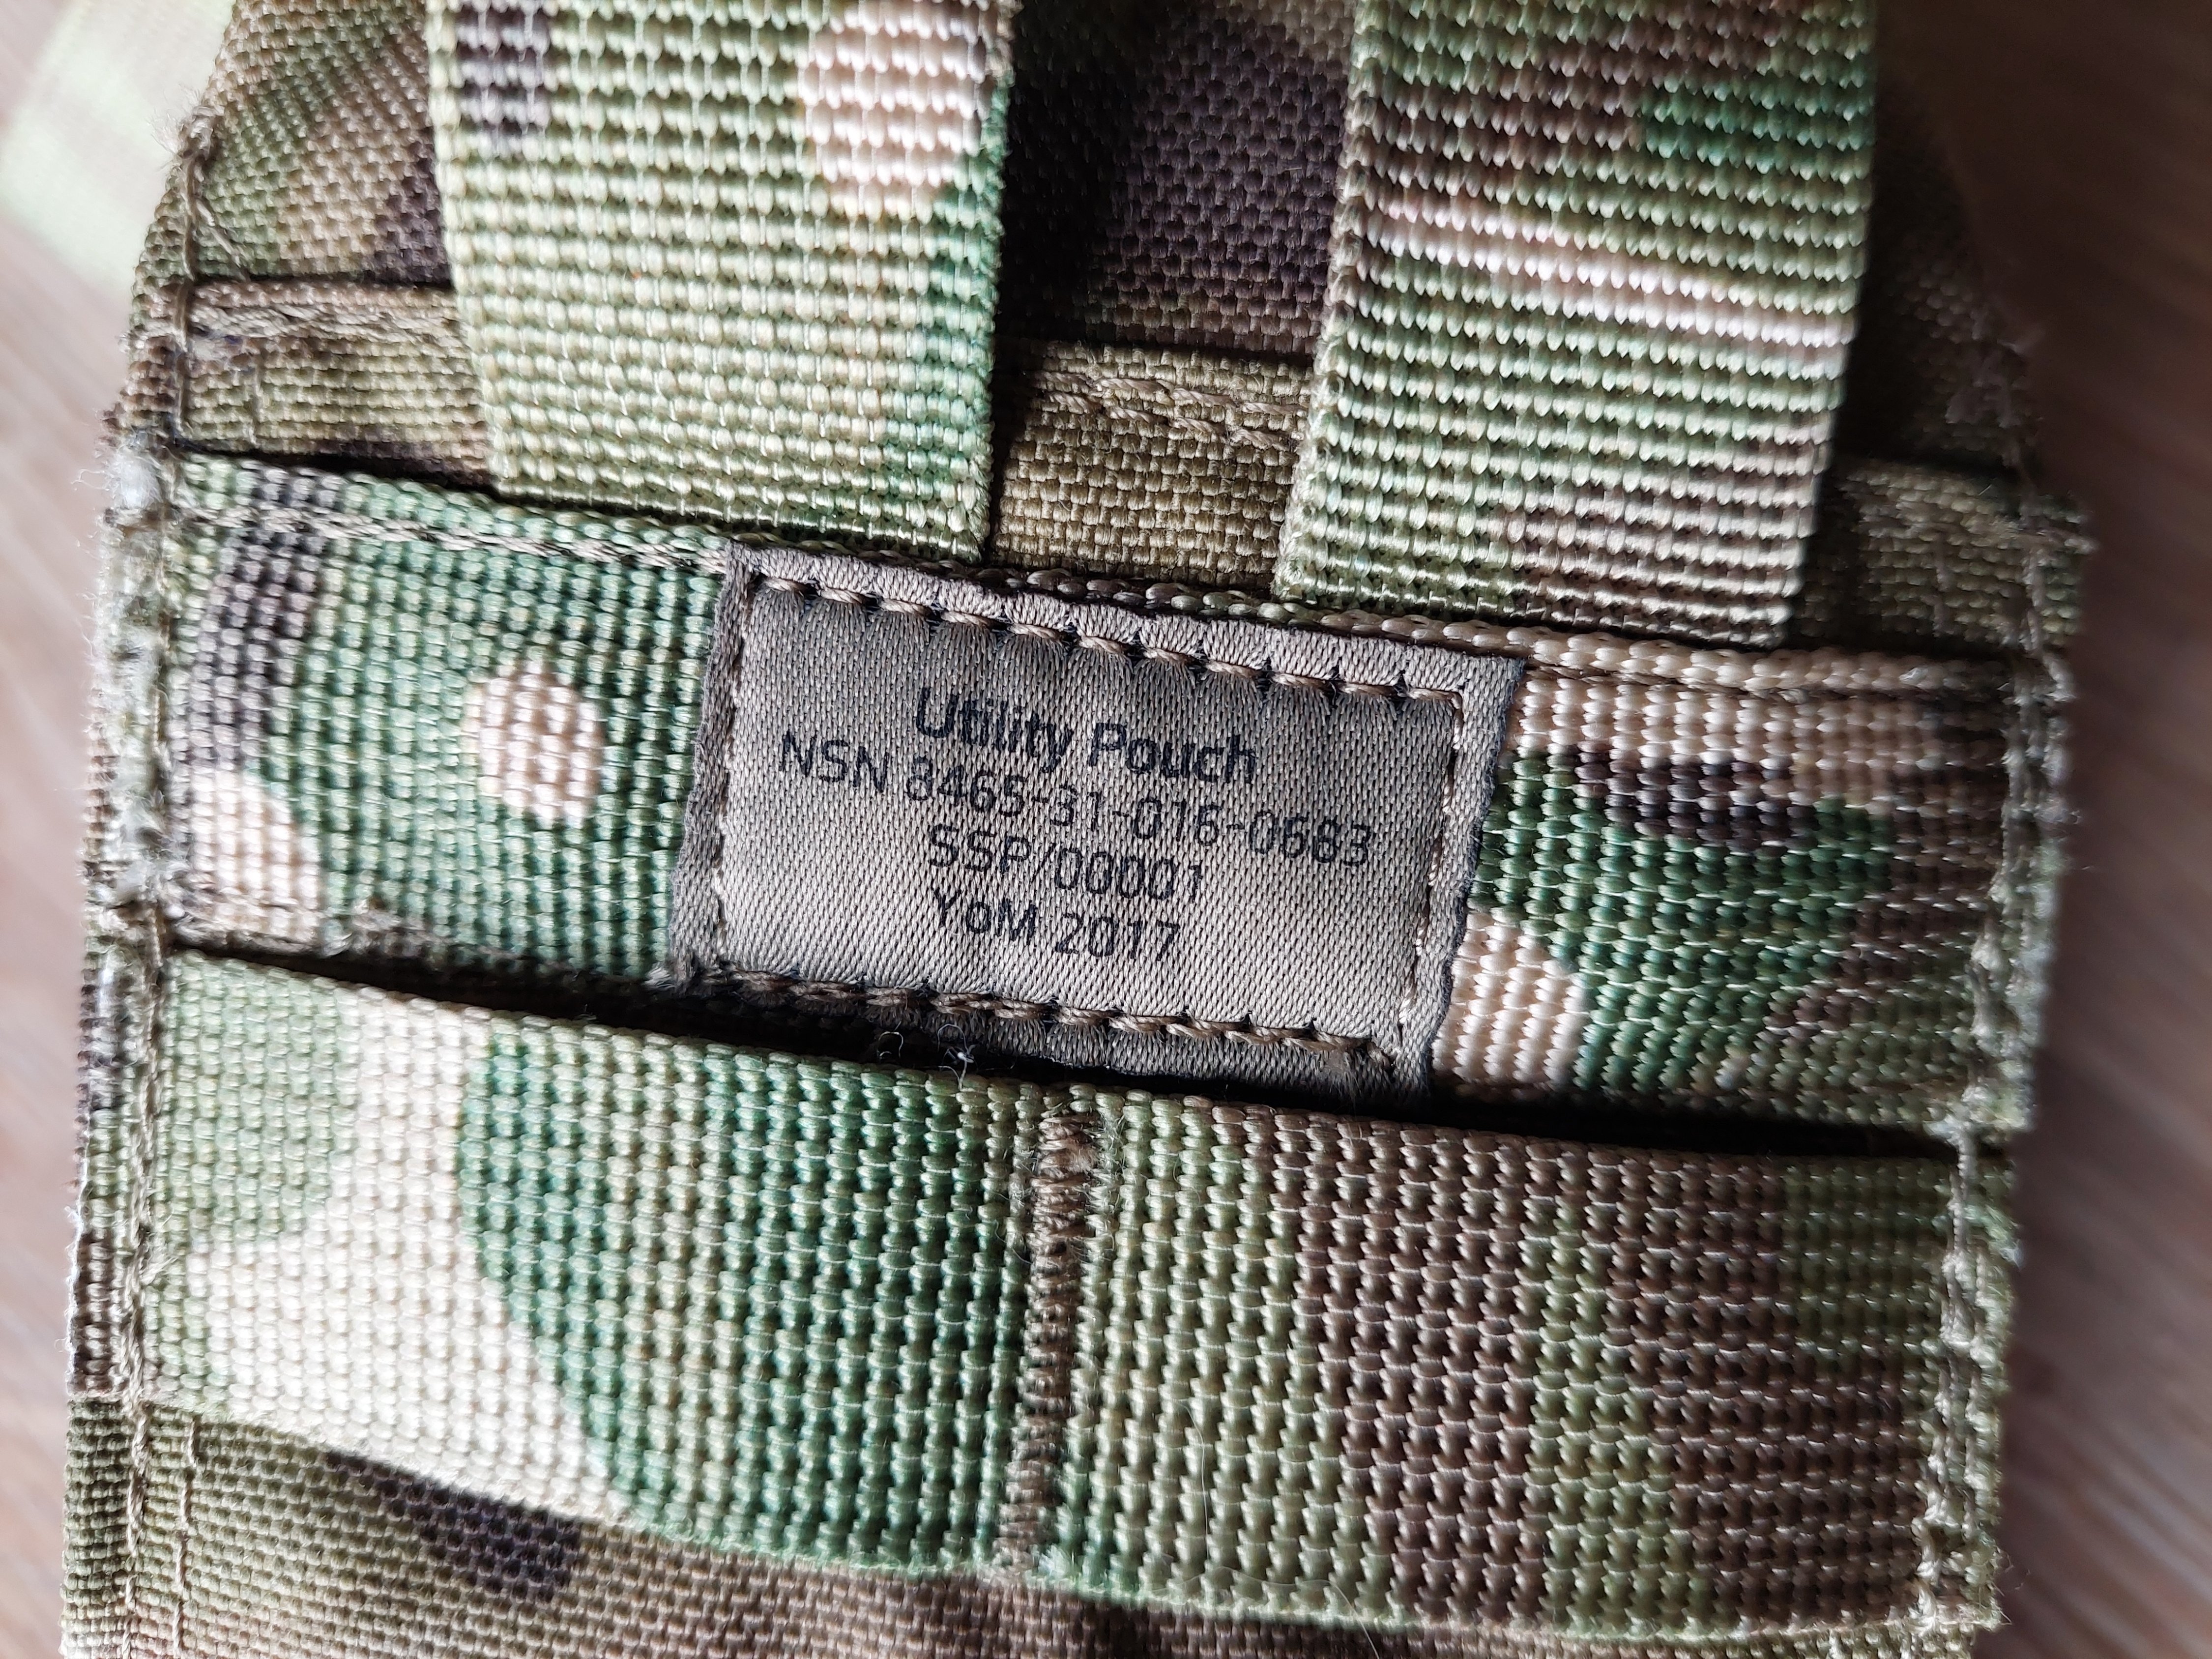 Utility Pouch
NSN 8465-31-016-0683
SSP/00001
YoM 2017